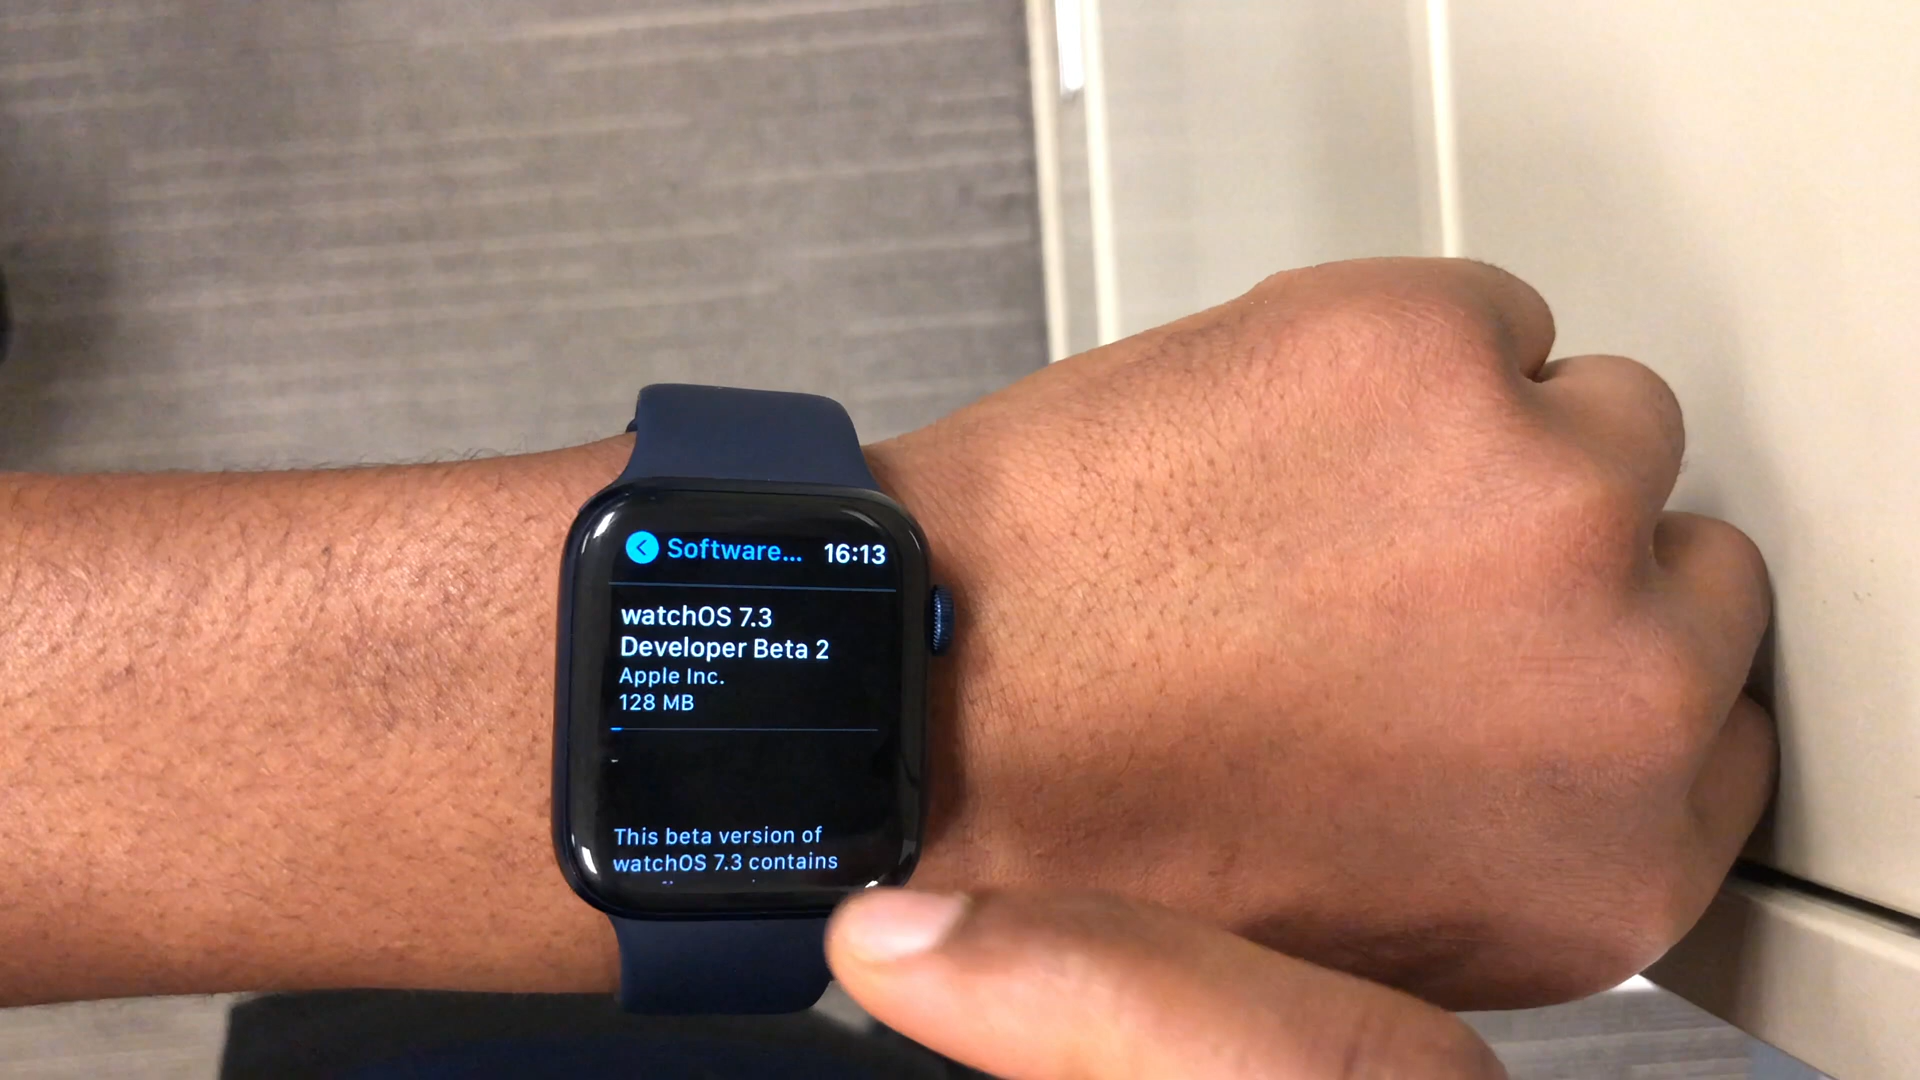 Software... 16:13
watchOS 7.3
Developer Beta 2
Apple Inc.
128 MB
This beta version of
watchOS 7.3 contains